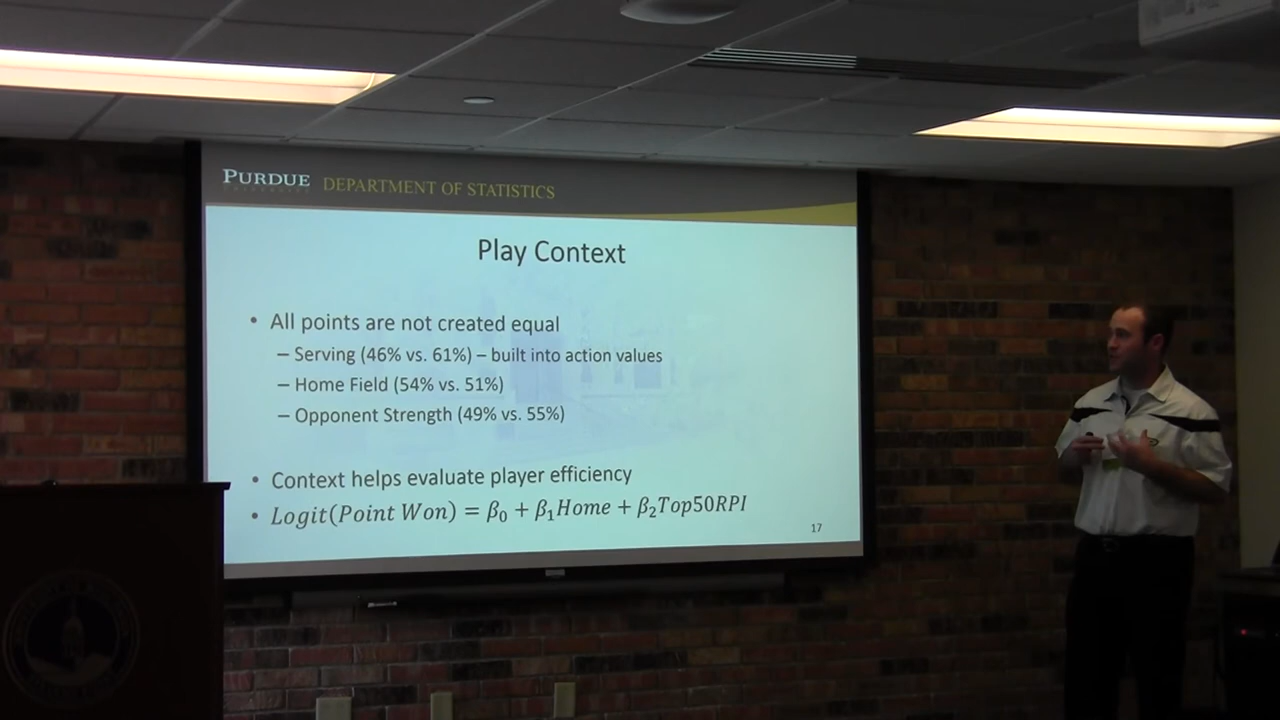 PURDUE DEPARTMENT OF STATISTICS
Play Context
• All points are not created equal
– Serving (46% vs. 61%) – built into action values
– Home Field (54% vs. 51%)
– Opponent Strength (49% vs. 55%)
• Context helps evaluate player efficiency
• Logit(Point Won) = β₀ + β₁Home + β₂Top50RPI
17